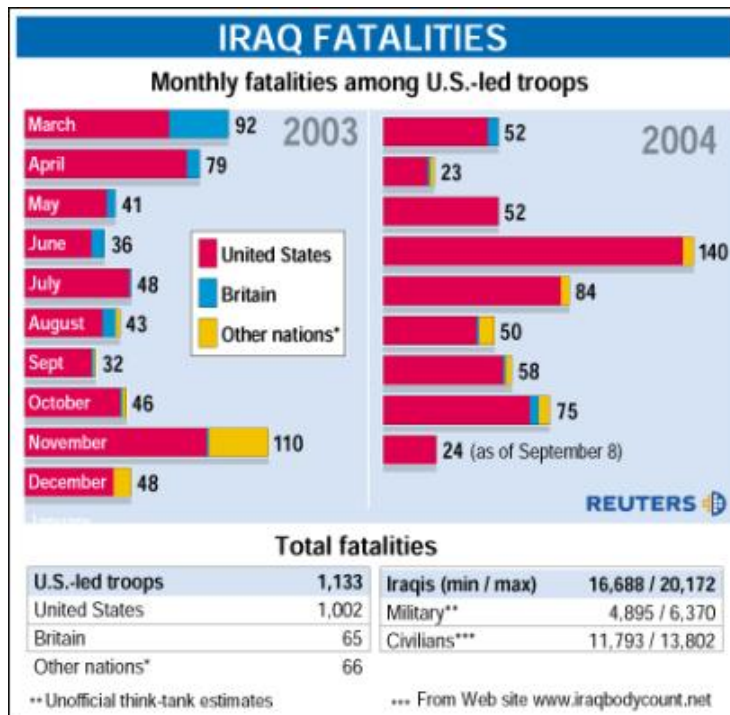 IRAQ FATALITIES
Monthly fatalities among U.S.-led troops
2003
March 92
April 79
May 41
June 36
July 48
August 43
Sept 32
October 46
November 110
December 48
United States
Britain
Other nations*
2004
52
23
52
140
84
50
58
75
24 (as of September 8)
REUTERS
Total fatalities
U.S.-led troops 1,133
United States 1,002
Britain 65
Other nations* 66
Iraqis (min / max) 16,688 / 20,172
Military** 4,895 / 6,370
Civilians*** 11,793 / 13,802
** Unofficial think-tank estimates
*** From Web site www.iraqbodycount.net